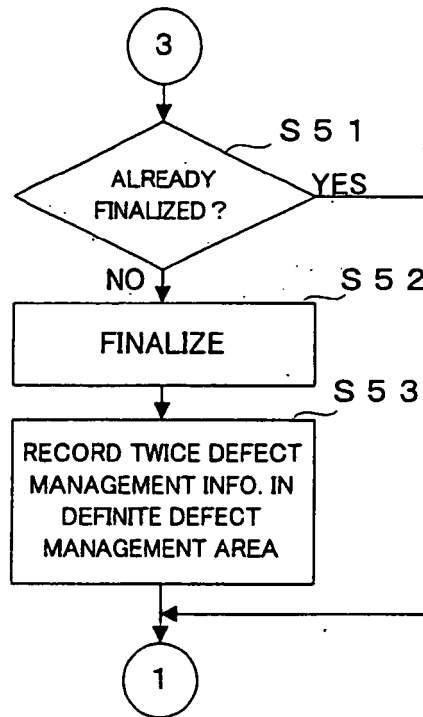 3
S 5 1
ALREADY
FINALIZED ?
YES
NO
S 5 2
FINALIZE
S 5 3
RECORD TWICE DEFECT
MANAGEMENT INFO. IN
DEFINITE DEFECT
MANAGEMENT AREA
1